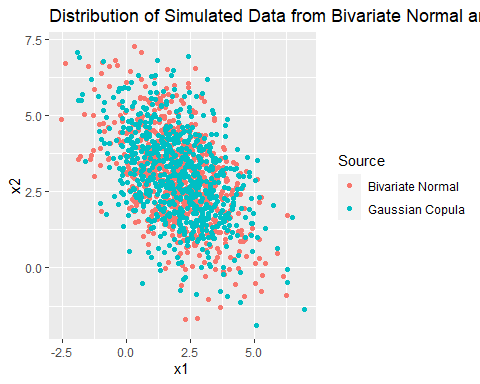 Distribution of Simulated Data from Bivariate Normal
7.5
5.0
2.5
0.0
x2
-2.5 0.0 2.5 5.0
x1
Source
Bivariate Normal
Gaussian Copula